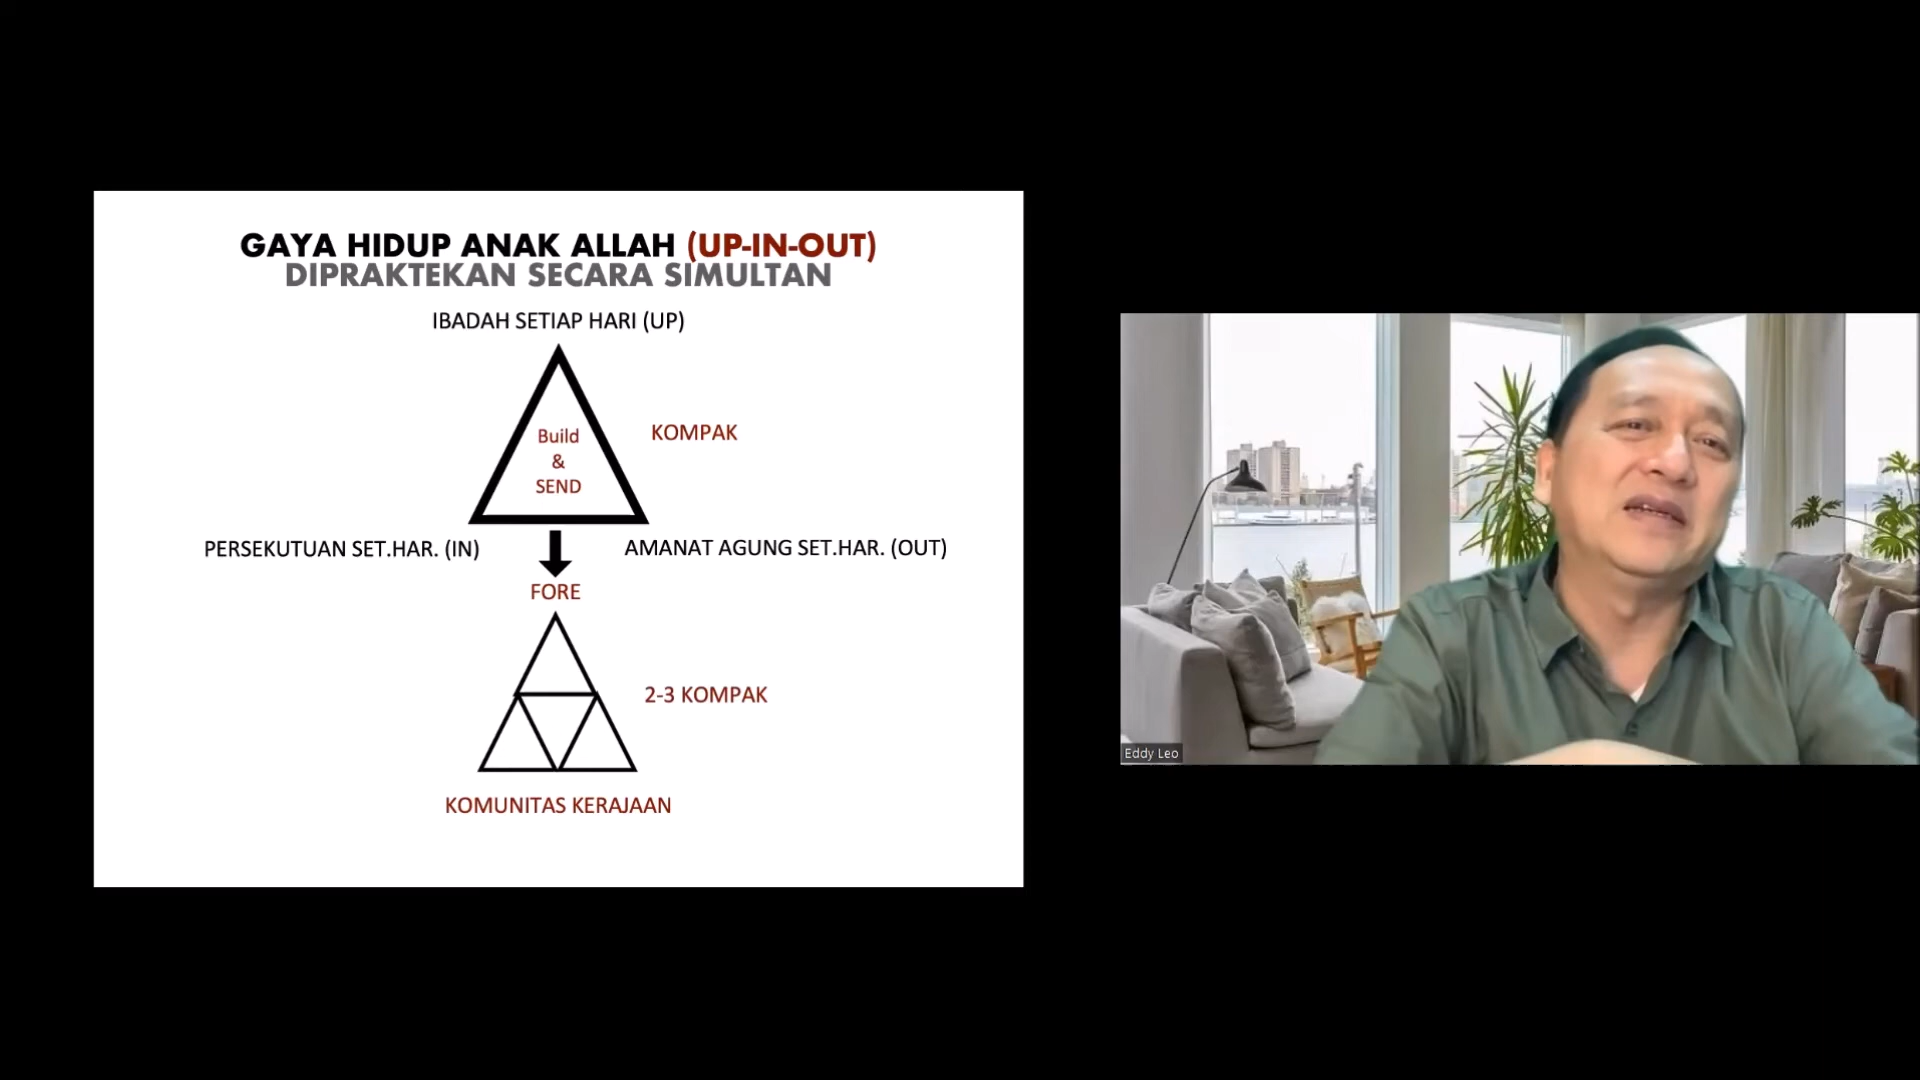 GAYA HIDUP ANAK ALLAH (UP-IN-OUT)
DIPRAKTEKAN SECARA SIMULTAN
IBADAH SETIAP HARI (UP)
Build
&
SEND
KOMPAK
PERSEKUTUAN SET.HAR. (IN)
AMANAT AGUNG SET.HAR. (OUT)
FORE
2-3 KOMPAK
KOMUNITAS KERAJAAN
Eddy Leo